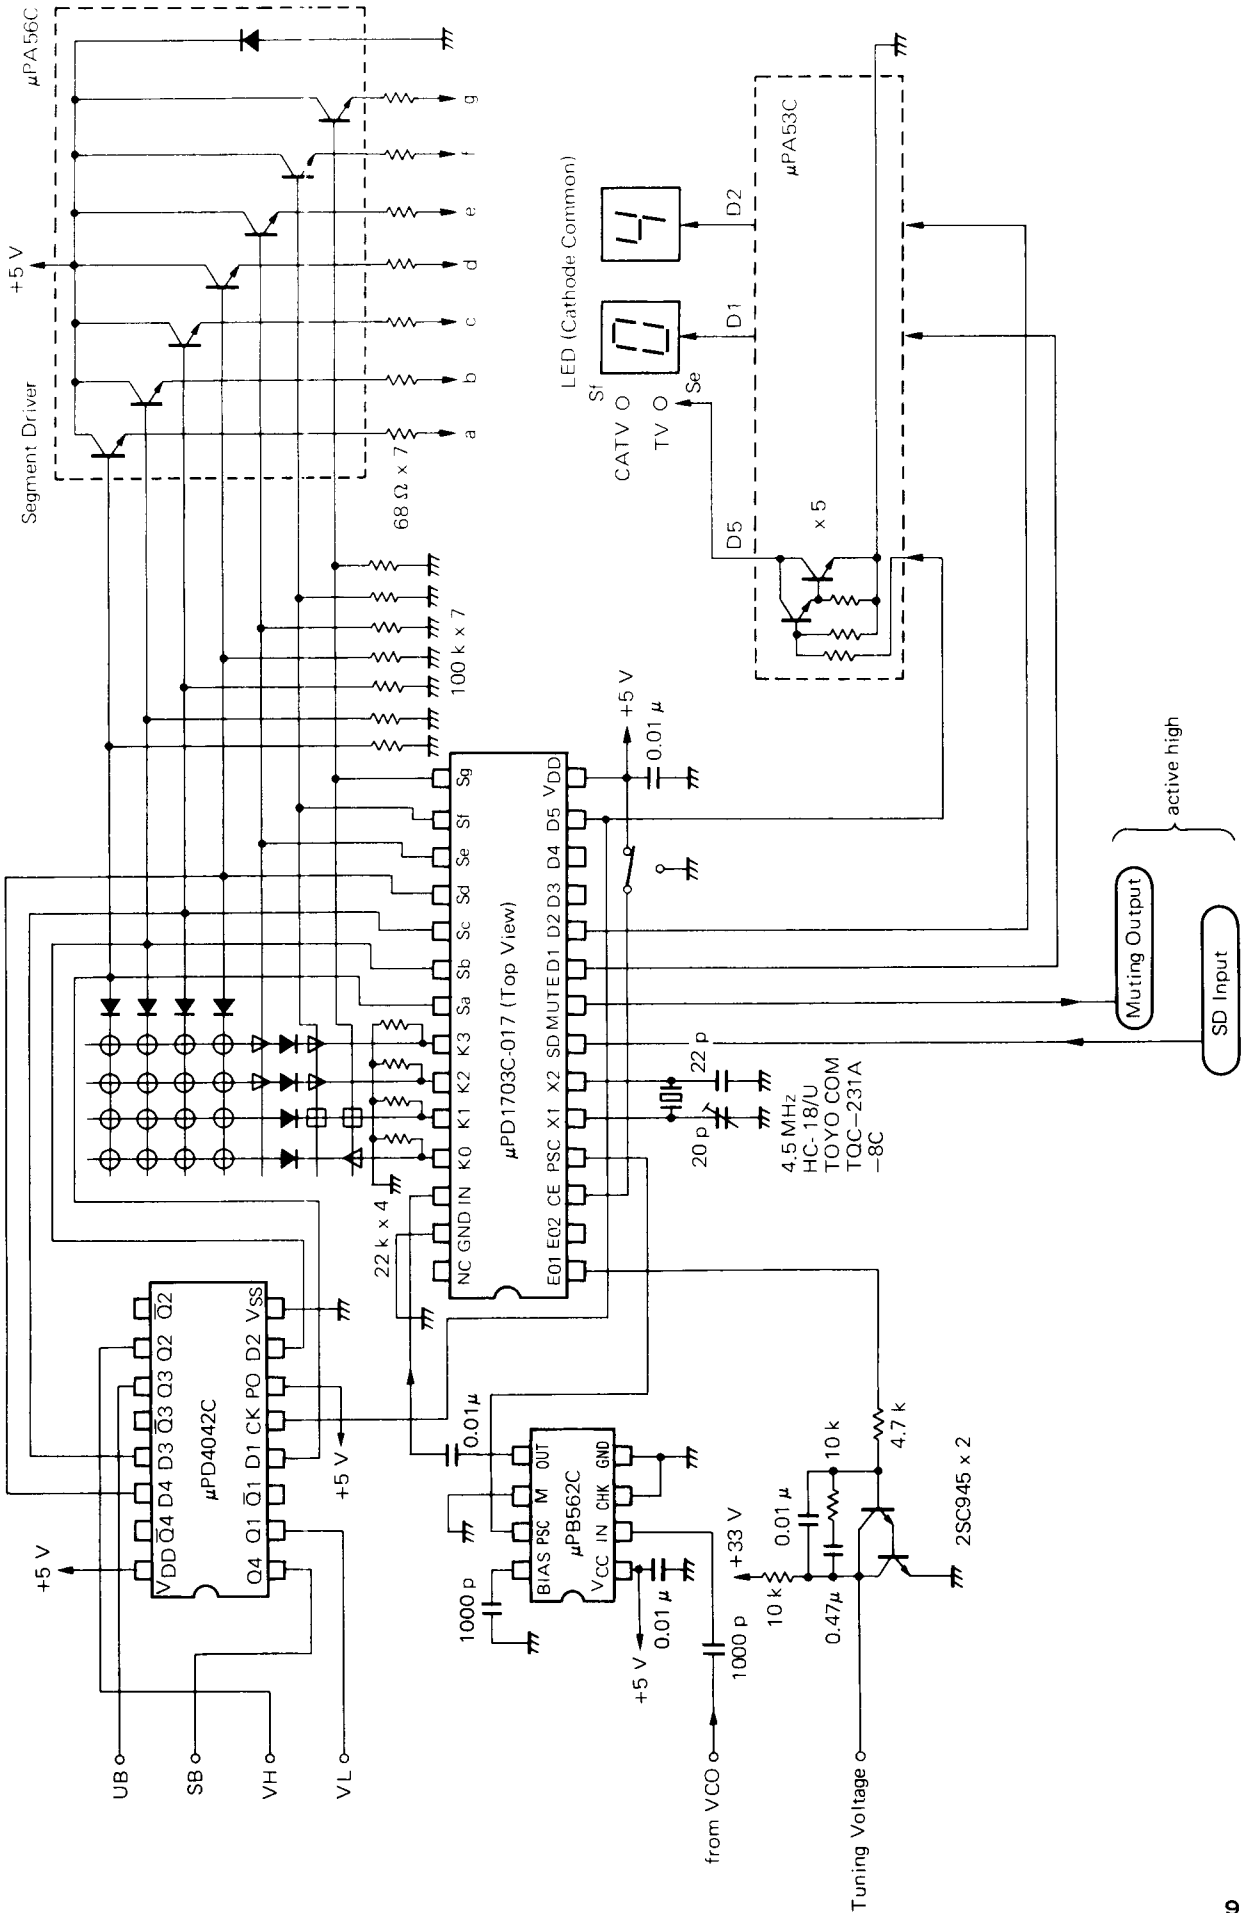 UB
SB
VH
VL
+5 V
VDD Q̅4 D4 D3 Q̅3 Q3 Q2 Q̅2
μPD4042C
Q4 Q1 Q̅1 D1 CK PO D2 VSS
+5 V
Segment Driver
μPA56C
+5 V
a b c d e f g
68 Ω x 7
100 k x 7
22 k x 4
NC GND IN K0 K1 K2 K3 Sa Sb Sc Sd Se Sf Sg
μPD1703C-017 (Top View)
EO1 EO2 CE PSC X1 X2 SD MUTE D1 D2 D3 D4 D5 VDD
+5 V
0.01 μ
LED (Cathode Common)
CATV
Sf
TV
Se
D5
D1
D2
x 5
μPA53C
1000 p
0.01μ
BIAS PSC M OUT
μPB562C
VCC IN CHK GND
+5 V
0.01 μ
from VCO
1000 p
20 p
22 p
4.5 MHz
HC-18/U
TOYO COM
TQC-231A
-8C
+33 V
10 k
0.01 μ
0.47μ
10 k
4.7 k
2SC945 x 2
Tuning Voltage
active high
Muting Output
SD Input